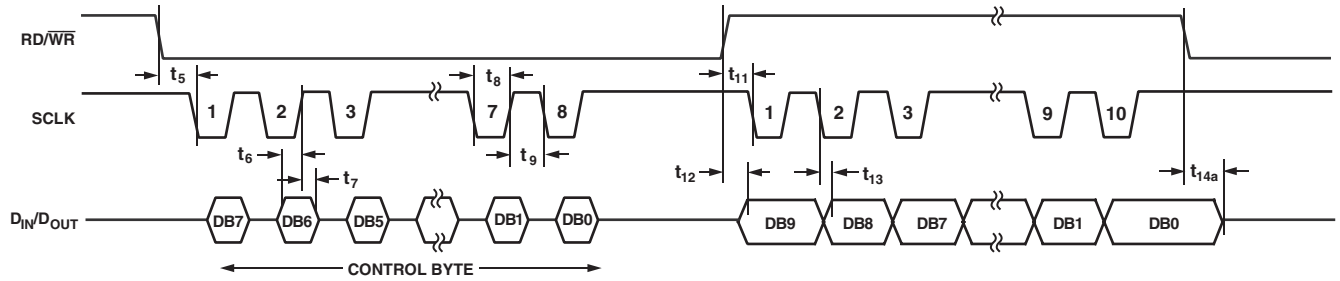 RD/WR
t5 t8 t11
SCLK 1 2 3 7 8 1 2 3 9 10
t6 t7 t9 t12 t13 t14a
DIN/DOUT DB7 DB6 DB5 DB1 DB0 DB9 DB8 DB7 DB1 DB0
CONTROL BYTE